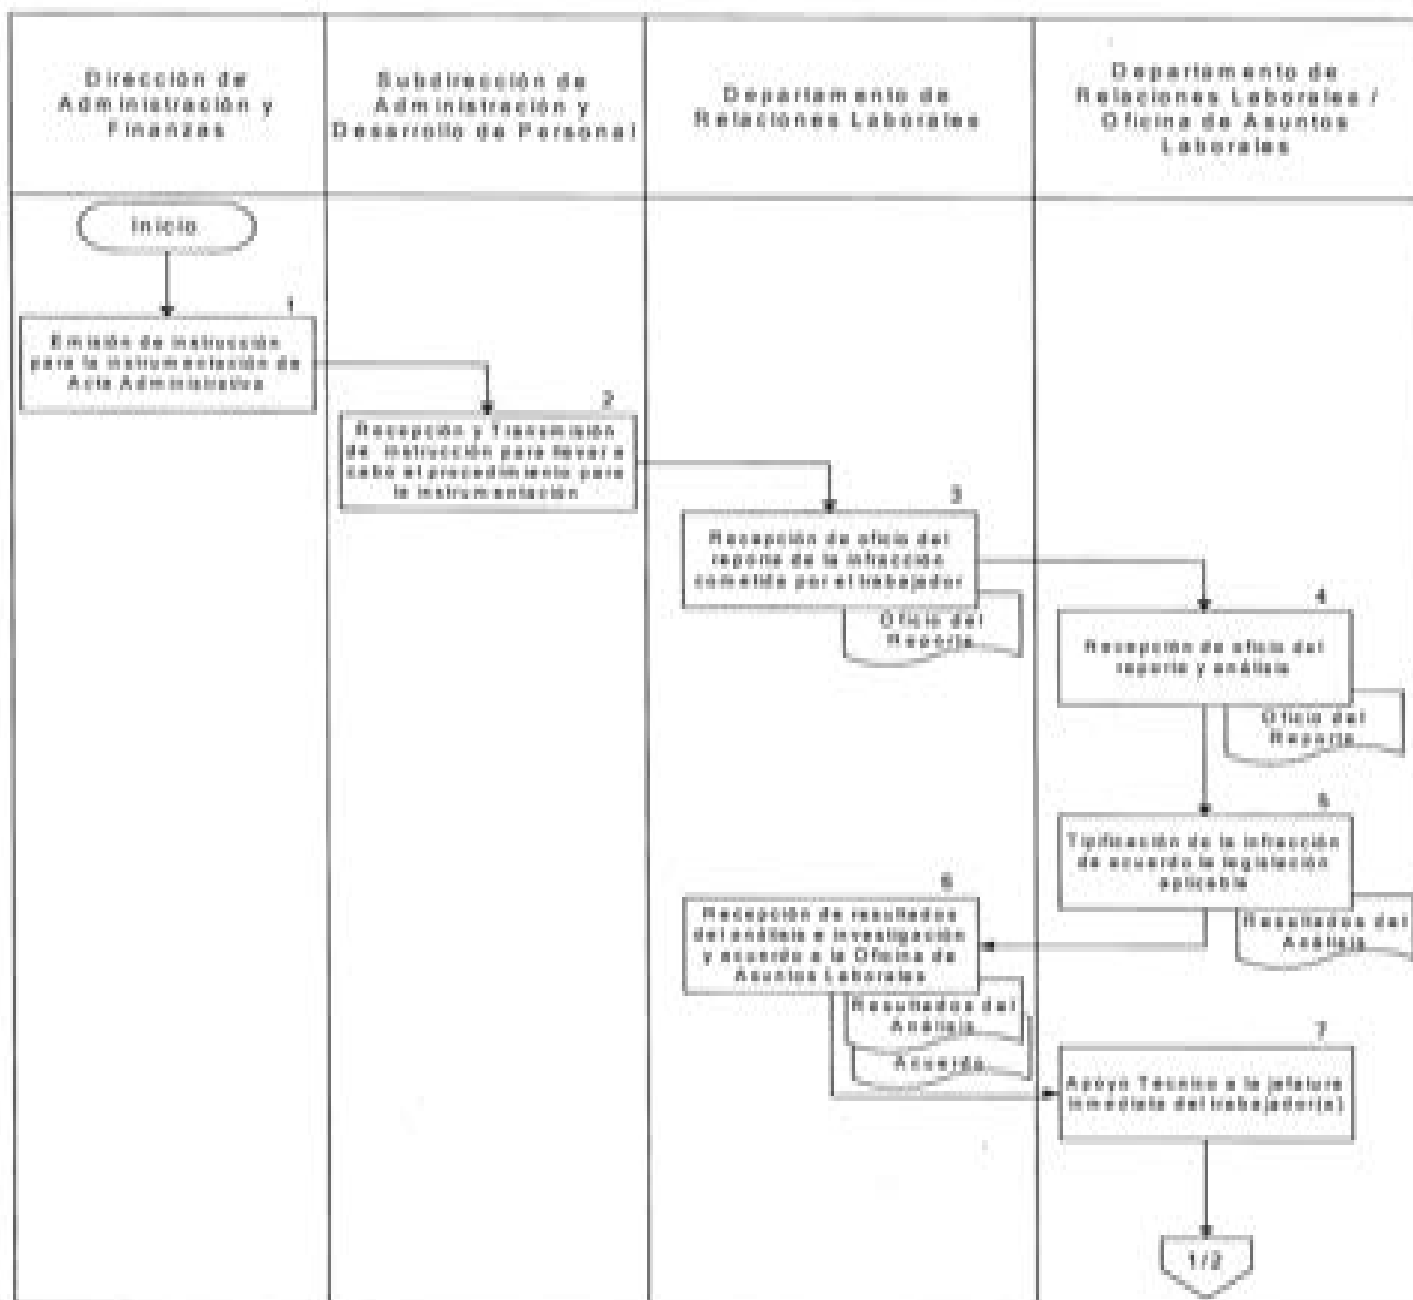 Dirección de
Administración y
Finanzas
Subdirección de
Administración y
Desarrollo de Personal
Departamento de
Relaciones Laborales
Departamento de
Relaciones Laborales /
Oficina de Asuntos
Laborales
Inicio
1
Emisión de instrucción
para la instrumentación de
Acta Administrativa
2
Recepción y Transmisión
de instrucción para llevar a
cabo el procedimiento para
la instrumentación
3
Recepción de oficio del
reporte de la infracción
cometida por el trabajador
Oficio del
Reporte
4
Recepción de oficio del
reporte y análisis
Oficio del
Reporte
5
Tipificación de la infracción
de acuerdo la legislación
aplicable
Resultados del
Análisis
6
Recepción de resultados
del análisis e investigación
y acuerdo a la Oficina de
Asuntos Laborales
Resultados del
Análisis
Acuerdo
7
Apoyo Técnico a la jefatura
inmediata del trabajador(a)
1/2